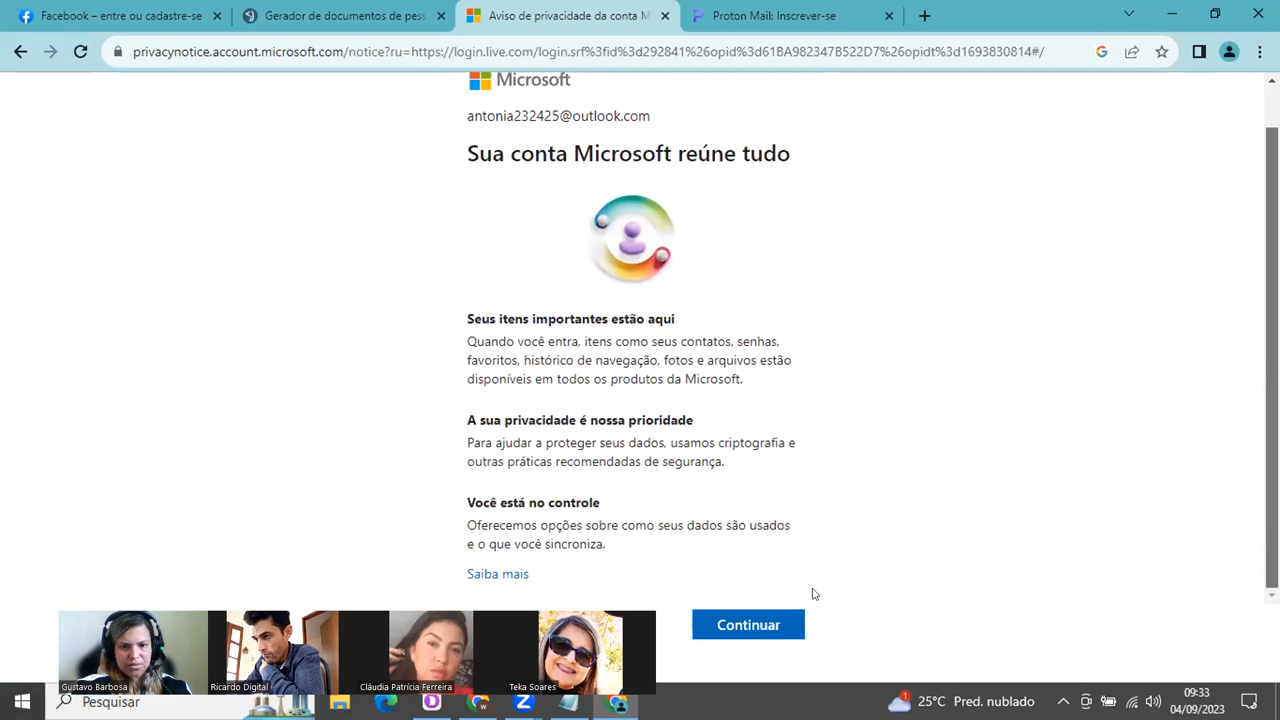 Facebook – entre ou cadastre-se
Gerador de documentos de pess
Aviso de privacidade da conta M
Proton Mail: Inscreva-se
privacynotice.account.microsoft.com/notice?ru=https://login.live.com/login.srf%3fid%3d292841%26opid%3d61BA982347B522D7%26opidt%3d1693830814#/
Microsoft
antonia232425@outlook.com
Sua conta Microsoft reúne tudo
Seus itens importantes estão aqui
Quando você entra, itens como seus contatos, senhas,
favoritos, histórico de navegação, fotos e arquivos estão
disponíveis em todos os produtos da Microsoft.
A sua privacidade é nossa prioridade
Para ajudar a proteger seus dados, usamos criptografia e
outras práticas recomendadas de segurança.
Você está no controle
Oferecemos opções sobre como seus dados são usados
e o que você sincroniza.
Saiba mais
Continuar
Gustavo Barbosa
Ricardo Digital
Cláudia Patrícia Ferreira
Teka Soares
Pesquisar
1
25°C Pred. nublado
09:33
04/09/2023